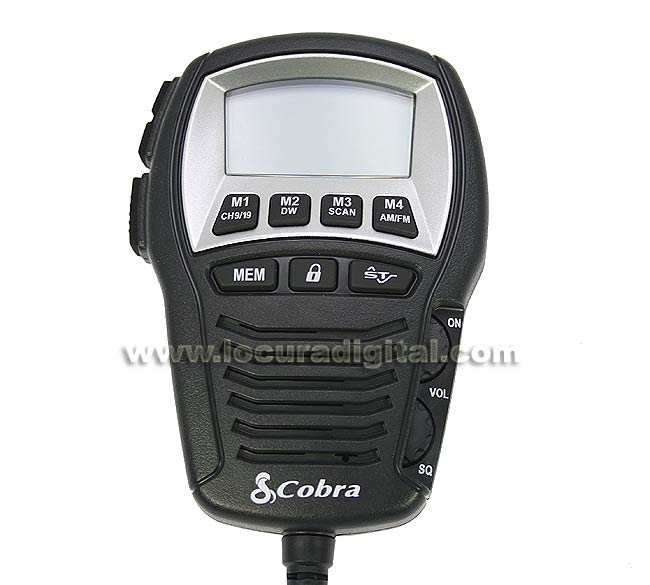 M1 M2 M3 M4
CH9/19 DW SCAN AM/FM
MEM
ON
www.locuradigital.com
VOL
SQ
Cobra